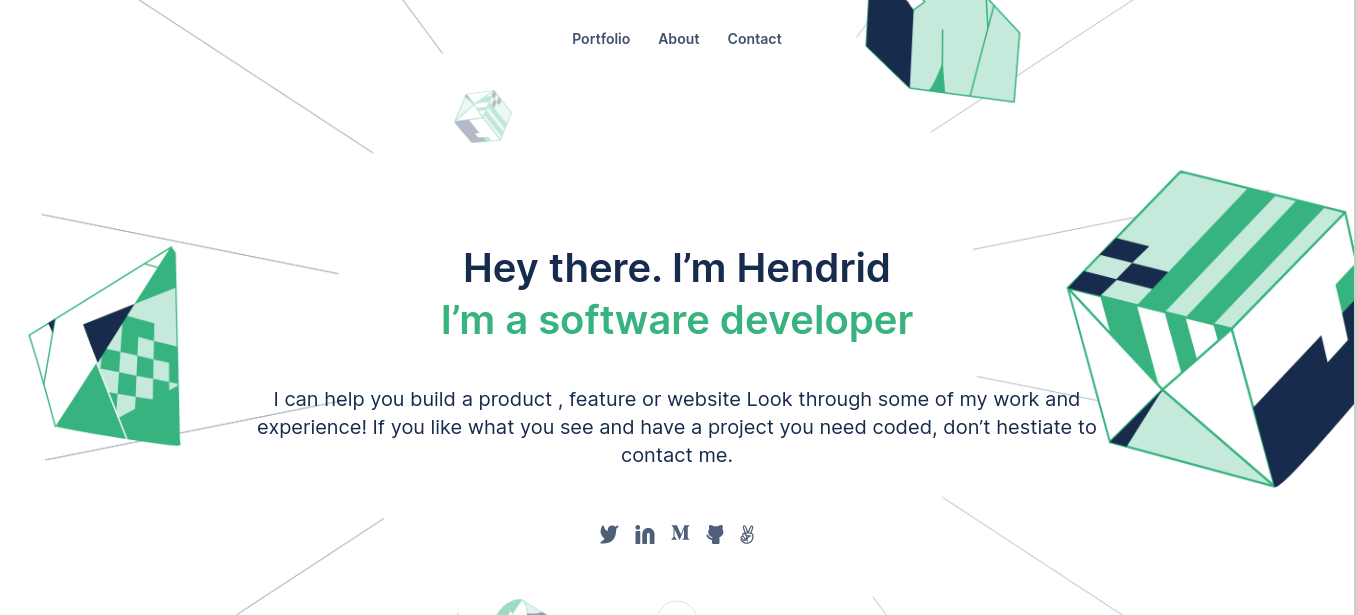 Portfolio About Contact
Hey there. I’m Hendrid
I’m a software developer
I can help you build a product , feature or website Look through some of my work and
experience! If you like what you see and have a project you need coded, don’t hestiate to
contact me.